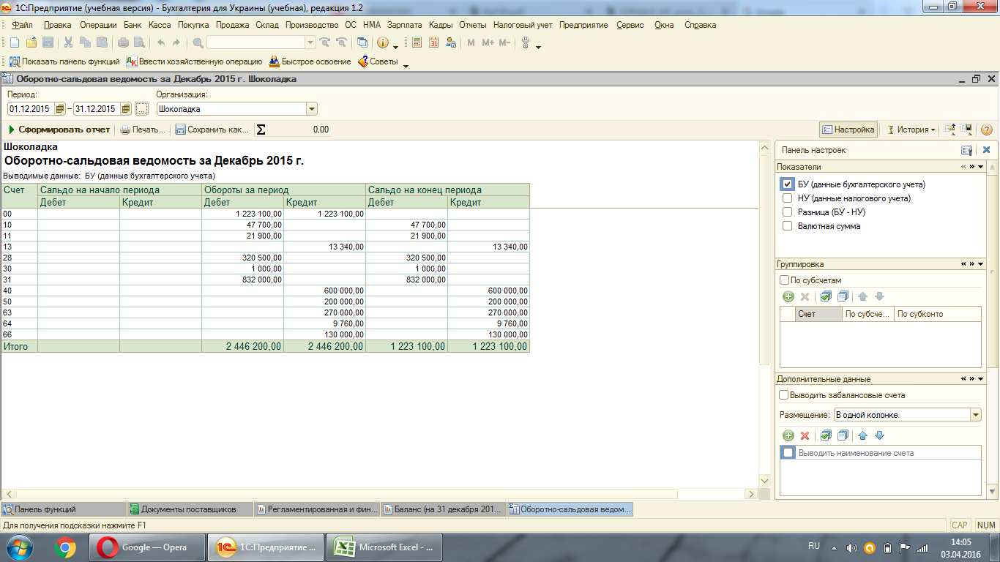 1С:Предприятие (учебная версия) - Бухгалтерия для Украины (учебная), редакция 1.2
Файл Правка Операции Банк Касса Покупка Продажа Склад Производство ОС НМА Зарплата Кадры Отчеты Налоговый учет Предприятие Сервис Окна Справка
M M+ M-
Показать панель функций Ввести хозяйственную операцию Быстрое освоение Советы
Оборотно-сальдовая ведомость за Декабрь 2015 г. Шоколадка
Период: Организация:
01.12.2015 – 31.12.2015 ... Шоколадка
Сформировать отчет Печать... Сохранить как... Σ 0,00 Настройка История
Шоколадка
Оборотно-сальдовая ведомость за Декабрь 2015 г.
Выводимые данные: БУ (данные бухгалтерского учета)
Счет Сальдо на начало периода Обороты за период Сальдо на конец периода
Дебет Кредит Дебет Кредит Дебет Кредит
00 1 223 100,00 1 223 100,00
10 47 700,00 47 700,00
11 21 900,00 21 900,00
13 13 340,00 13 340,00
28 320 500,00 320 500,00
30 1 000,00 1 000,00
31 832 000,00 832 000,00
40 600 000,00 600 000,00
50 200 000,00 200 000,00
63 270 000,00 270 000,00
64 9 760,00 9 760,00
66 130 000,00 130 000,00
Итого 2 446 200,00 2 446 200,00 1 223 100,00 1 223 100,00
Панель настроек
Показатели
БУ (данные бухгалтерского учета)
НУ (данные налогового учета)
Разница (БУ - НУ)
Валютная сумма
Группировка
По субсчетам
Счет По субсче... По субконто
Дополнительные данные
Выводить забалансовые счета
Размещение: В одной колонке
Выводить наименование счета
Панель функций Документы поставщиков Регламентированная и фин... Баланс (на 31 декабря 201... Оборотно-сальдовая ведом...
Для получения подсказки нажмите F1 CAP NUM
Google — Opera 1С:Предприятие ... Microsoft Excel - ... RU 14:05
03.04.2016